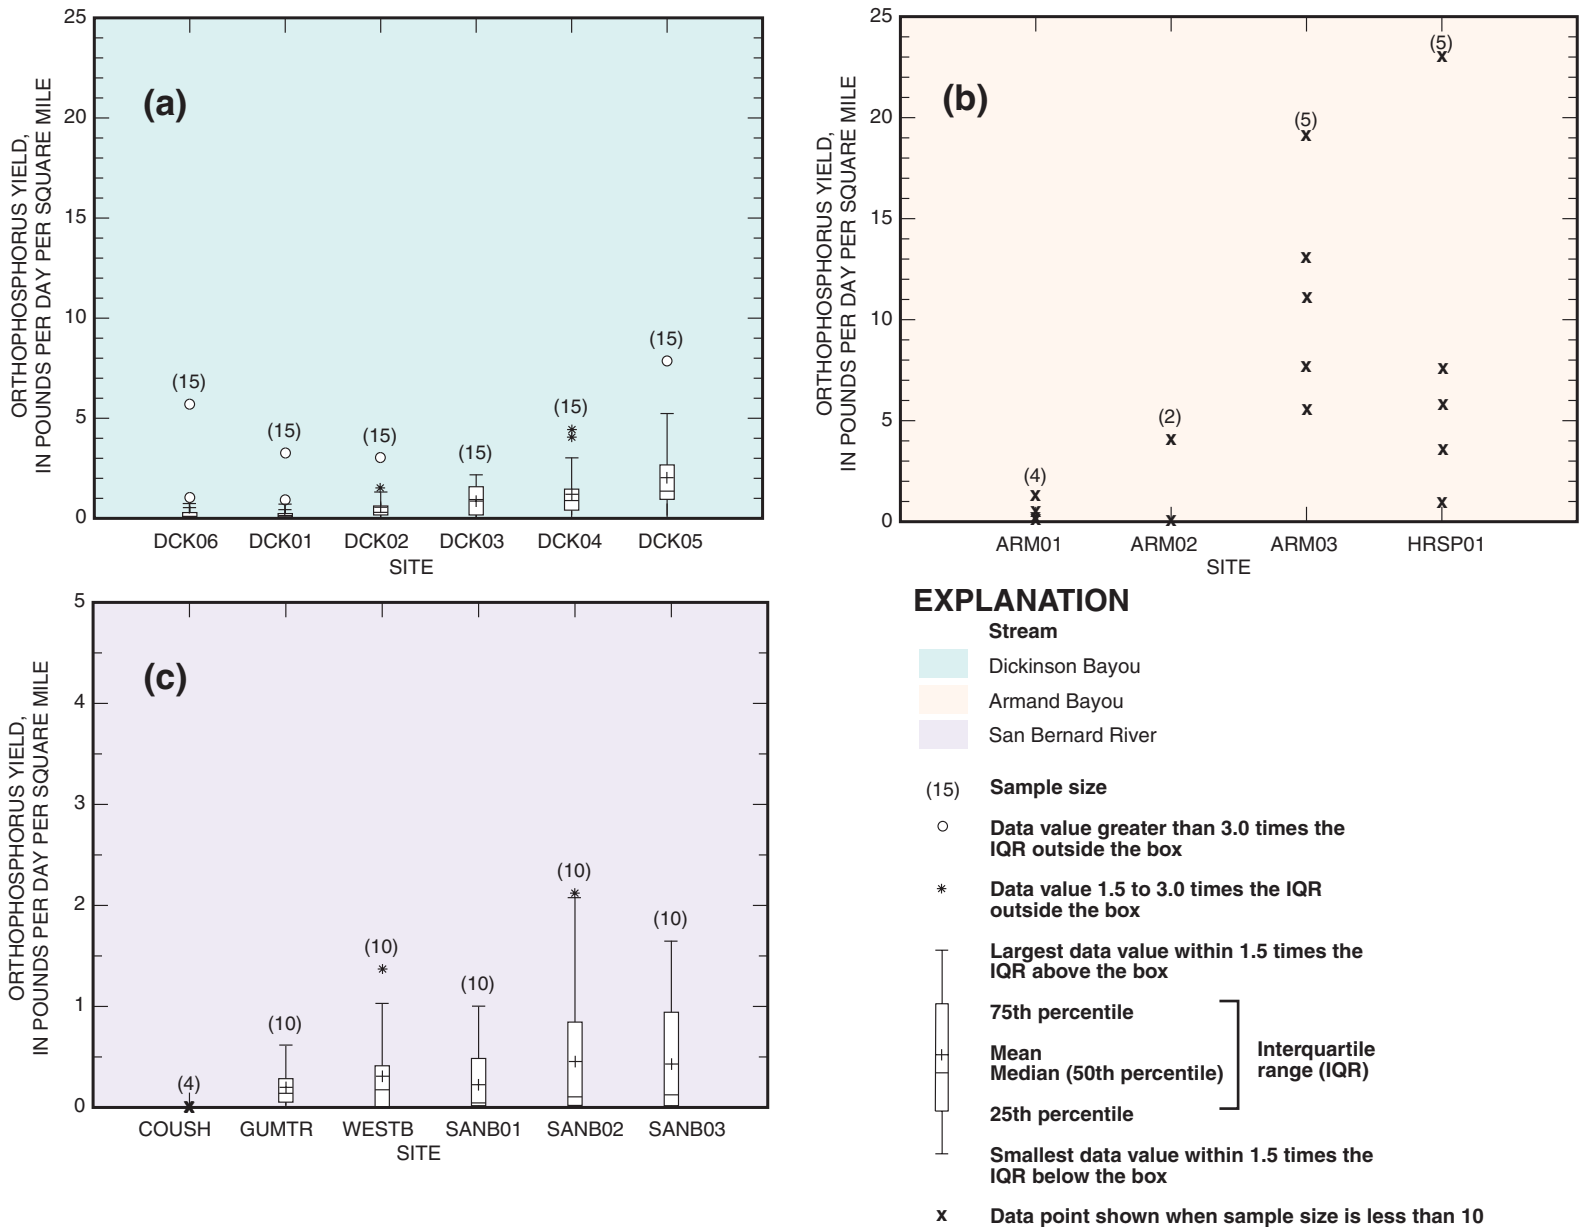 ORTHOPHOSPHORUS YIELD,
IN POUNDS PER DAY PER SQUARE MILE
25
20
15
10
5
0
(a)
(15)
(15)
(15)
(15)
(15)
(15)
DCK06 DCK01 DCK02 DCK03 DCK04 DCK05
SITE
ORTHOPHOSPHORUS YIELD,
IN POUNDS PER DAY PER SQUARE MILE
25
20
15
10
5
0
(b)
(4)
(2)
(5)
(5)
ARM01 ARM02 ARM03 HRSP01
SITE
ORTHOPHOSPHORUS YIELD,
IN POUNDS PER DAY PER SQUARE MILE
5
4
3
2
1
0
(c)
(4)
(10)
(10)
(10)
(10)
(10)
COUSH GUMTR WESTB SANB01 SANB02 SANB03
SITE
EXPLANATION
Stream
Dickinson Bayou
Armand Bayou
San Bernard River
(15) Sample size
Data value greater than 3.0 times the
IQR outside the box
Data value 1.5 to 3.0 times the IQR
outside the box
Largest data value within 1.5 times the
IQR above the box
75th percentile
Mean
Median (50th percentile)
Interquartile
range (IQR)
25th percentile
Smallest data value within 1.5 times the
IQR below the box
x Data point shown when sample size is less than 10